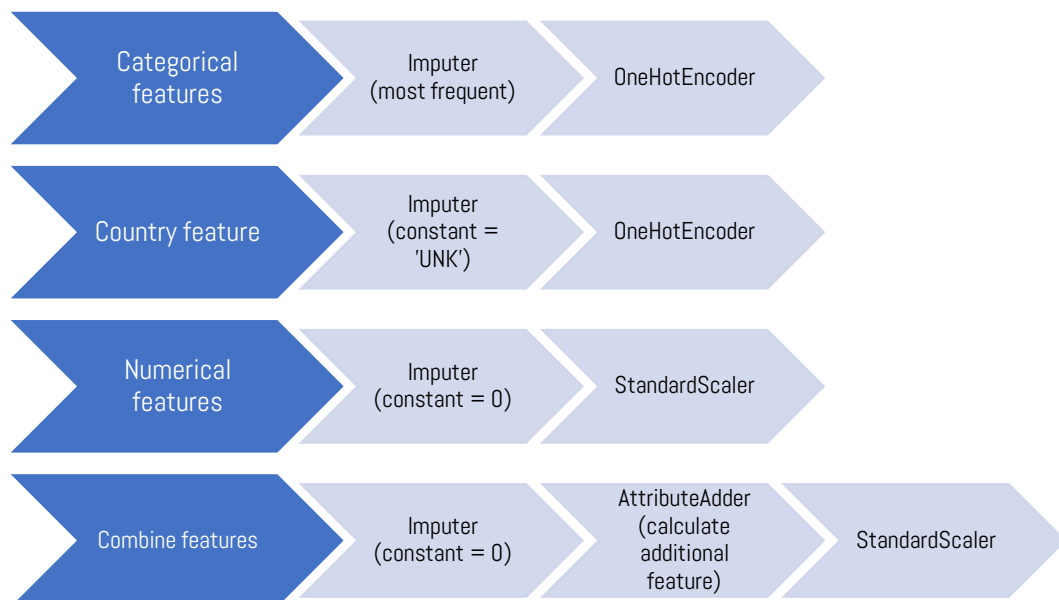 Categorical
features
Imputer
(most frequent)
OneHotEncoder
Country feature
Imputer
(constant =
'UNK')
OneHotEncoder
Numerical
features
Imputer
(constant = 0)
StandardScaler
Combine features
Imputer
(constant = 0)
AttributeAdder
(calculate
additional
feature)
StandardScaler